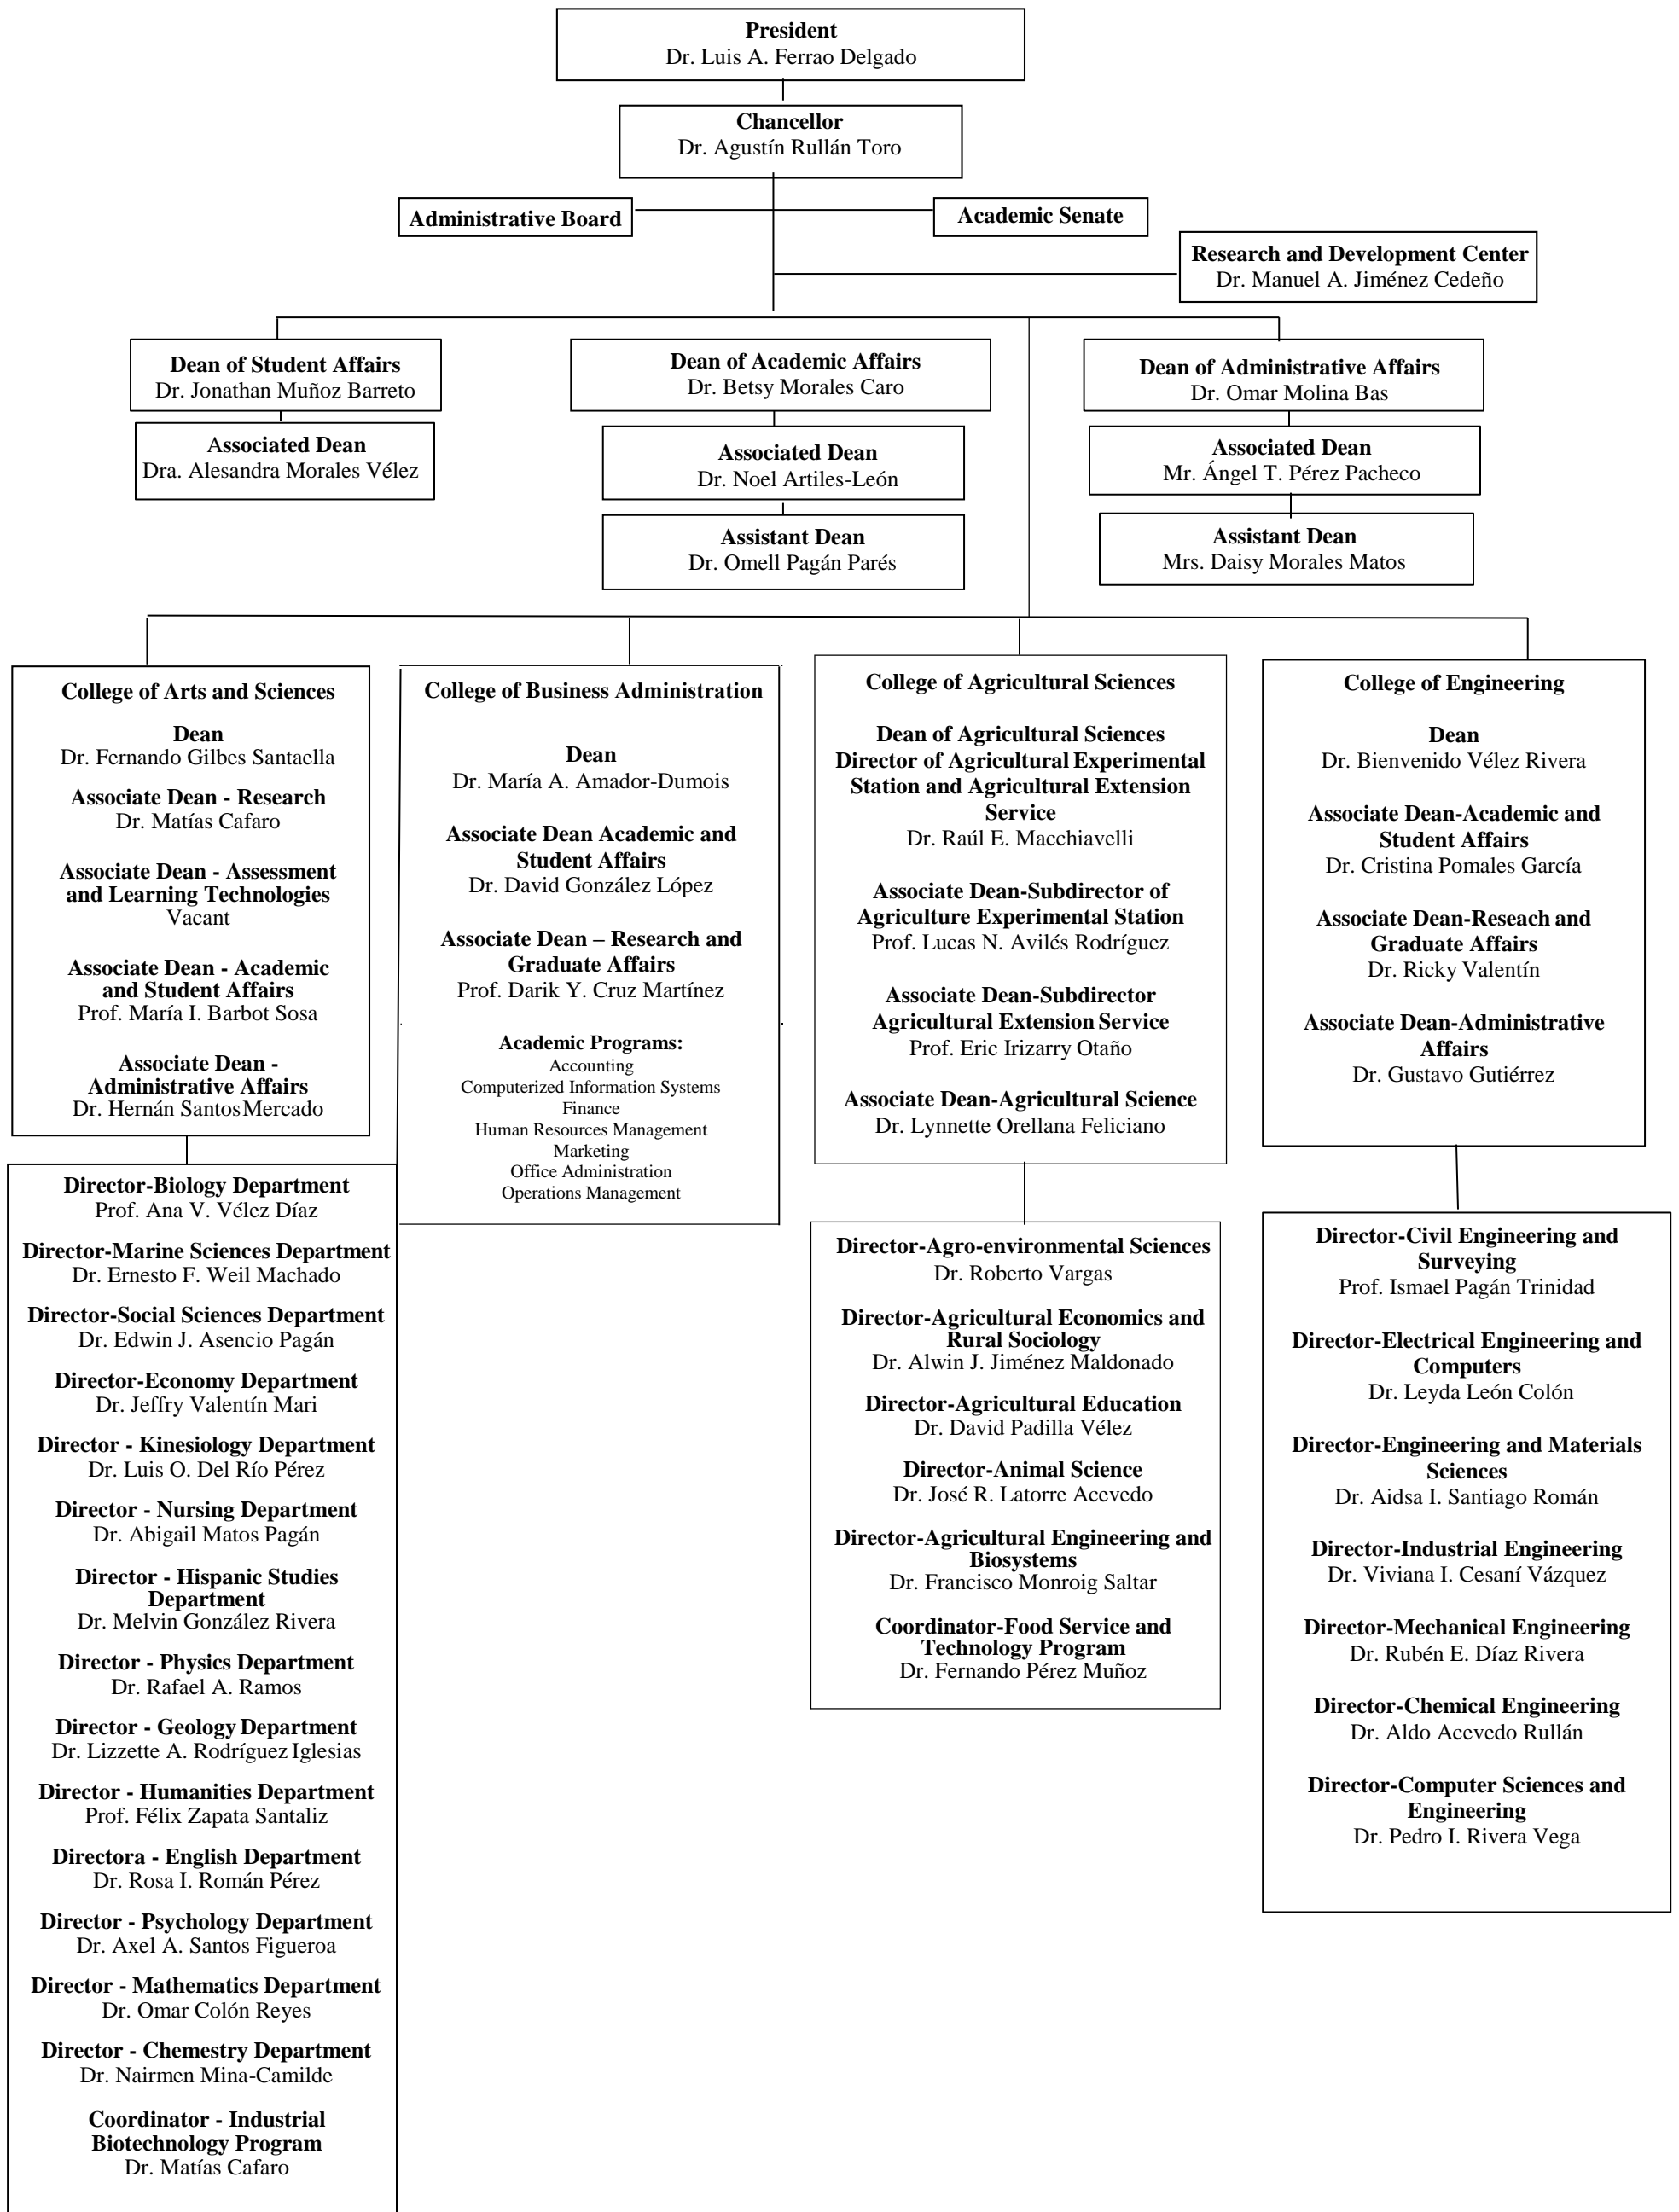 President
Dr. Luis A. Ferrao Delgado
Chancellor
Dr. Agustín Rullán Toro
Administrative Board
Academic Senate
Research and Development Center
Dr. Manuel A. Jiménez Cedeño
Dean of Student Affairs
Dr. Jonathan Muñoz Barreto
Associated Dean
Dra. Alesandra Morales Vélez
Dean of Academic Affairs
Dr. Betsy Morales Caro
Associated Dean
Dr. Noel Artiles-León
Assistant Dean
Dr. Omell Pagán Parés
Dean of Administrative Affairs
Dr. Omar Molina Bas
Associated Dean
Mr. Ángel T. Pérez Pacheco
Assistant Dean
Mrs. Daisy Morales Matos
College of Arts and Sciences
Dean
Dr. Fernando Gilbes Santaella
Associate Dean - Research
Dr. Matías Cafaro
Associate Dean - Assessment
and Learning Technologies
Vacant
Associate Dean - Academic
and Student Affairs
Prof. María I. Barbot Sosa
Associate Dean -
Administrative Affairs
Dr. Hernán Santos Mercado
Director-Biology Department
Prof. Ana V. Vélez Díaz
Director-Marine Sciences Department
Dr. Ernesto F. Weil Machado
Director-Social Sciences Department
Dr. Edwin J. Asencio Pagán
Director-Economy Department
Dr. Jeffry Valentín Mari
Director - Kinesiology Department
Dr. Luis O. Del Río Pérez
Director - Nursing Department
Dr. Abigail Matos Pagán
Director - Hispanic Studies
Department
Dr. Melvin González Rivera
Director - Physics Department
Dr. Rafael A. Ramos
Director - Geology Department
Dr. Lizzette A. Rodríguez Iglesias
Director - Humanities Department
Prof. Félix Zapata Santaliz
Directora - English Department
Dr. Rosa I. Román Pérez
Director - Psychology Department
Dr. Axel A. Santos Figueroa
Director - Mathematics Department
Dr. Omar Colón Reyes
Director - Chemestry Department
Dr. Nairmen Mina-Camilde
Coordinator - Industrial
Biotechnology Program
Dr. Matías Cafaro
College of Business Administration
Dean
Dr. María A. Amador-Dumois
Associate Dean Academic and
Student Affairs
Dr. David González López
Associate Dean – Research and
Graduate Affairs
Prof. Darik Y. Cruz Martínez
Academic Programs:
Accounting
Computerized Information Systems
Finance
Human Resources Management
Marketing
Office Administration
Operations Management
College of Agricultural Sciences
Dean of Agricultural Sciences
Director of Agricultural Experimental
Station and Agricultural Extension
Service
Dr. Raúl E. Macchiavelli
Associate Dean-Subdirector of
Agriculture Experimental Station
Prof. Lucas N. Avilés Rodríguez
Associate Dean-Subdirector
Agricultural Extension Service
Prof. Eric Irizarry Otaño
Associate Dean-Agricultural Science
Dr. Lynnette Orellana Feliciano
Director-Agro-environmental Sciences
Dr. Roberto Vargas
Director-Agricultural Economics and
Rural Sociology
Dr. Alwin J. Jiménez Maldonado
Director-Agricultural Education
Dr. David Padilla Vélez
Director-Animal Science
Dr. José R. Latorre Acevedo
Director-Agricultural Engineering and
Biosystems
Dr. Francisco Monroig Saltar
Coordinator-Food Service and
Technology Program
Dr. Fernando Pérez Muñoz
College of Engineering
Dean
Dr. Bienvenido Vélez Rivera
Associate Dean-Academic and
Student Affairs
Dr. Cristina Pomales García
Associate Dean-Reseach and
Graduate Affairs
Dr. Ricky Valentín
Associate Dean-Administrative
Affairs
Dr. Gustavo Gutiérrez
Director-Civil Engineering and
Surveying
Prof. Ismael Pagán Trinidad
Director-Electrical Engineering and
Computers
Dr. Leyda León Colón
Director-Engineering and Materials
Sciences
Dr. Aidsa I. Santiago Román
Director-Industrial Engineering
Dr. Viviana I. Cesaní Vázquez
Director-Mechanical Engineering
Dr. Rubén E. Díaz Rivera
Director-Chemical Engineering
Dr. Aldo Acevedo Rullán
Director-Computer Sciences and
Engineering
Dr. Pedro I. Rivera Vega